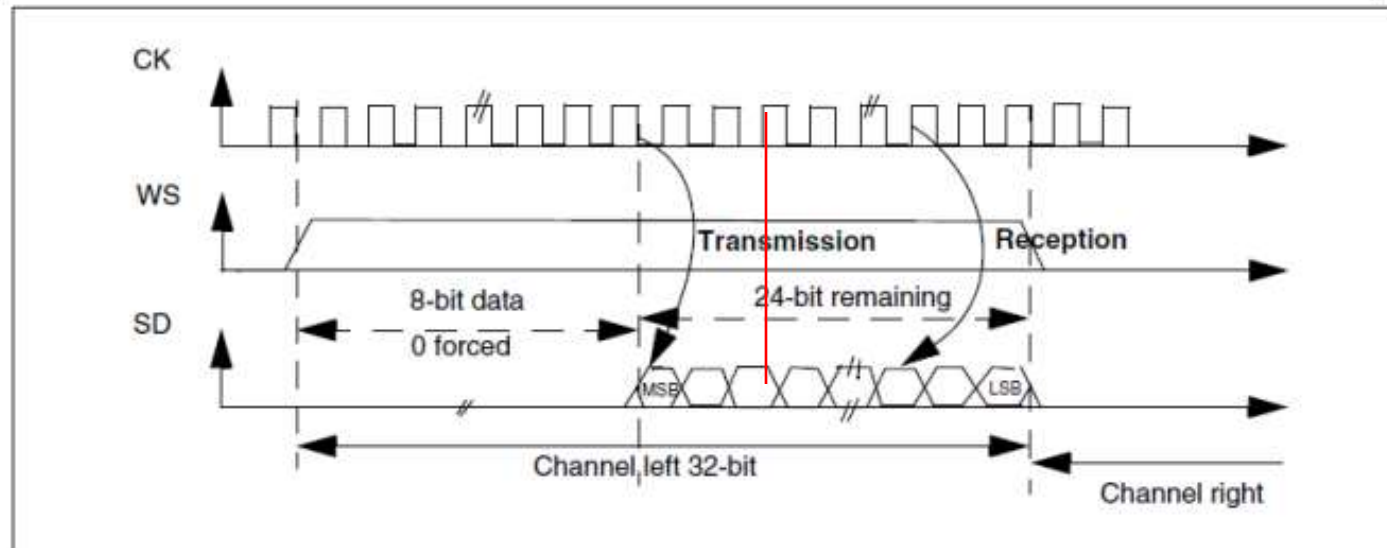 CK
WS
Transmission
Reception
8-bit data
24-bit remaining
SD
0 forced
MSB
LSB
Channel left 32-bit
Channel right